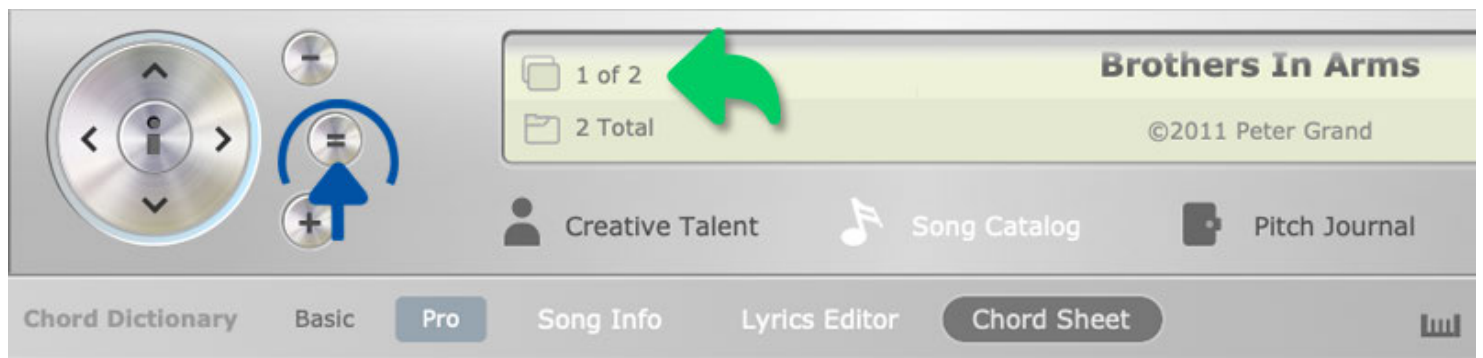 1 of 2
Brothers In Arms
2 Total
©2011 Peter Grand
Creative Talent
Song Catalog
Pitch Journal
Chord Dictionary
Basic
Pro
Song Info
Lyrics Editor
Chord Sheet